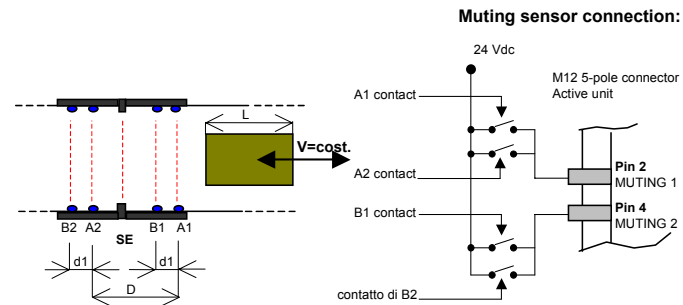 Muting sensor connection:
24 Vdc
M12 5-pole connector
Active unit
A1 contact
L
V=cost.
A2 contact
Pin 2
MUTING 1
B1 contact
Pin 4
MUTING 2
B2 A2 B1 A1
SE
d1 d1
D
contatto di B2